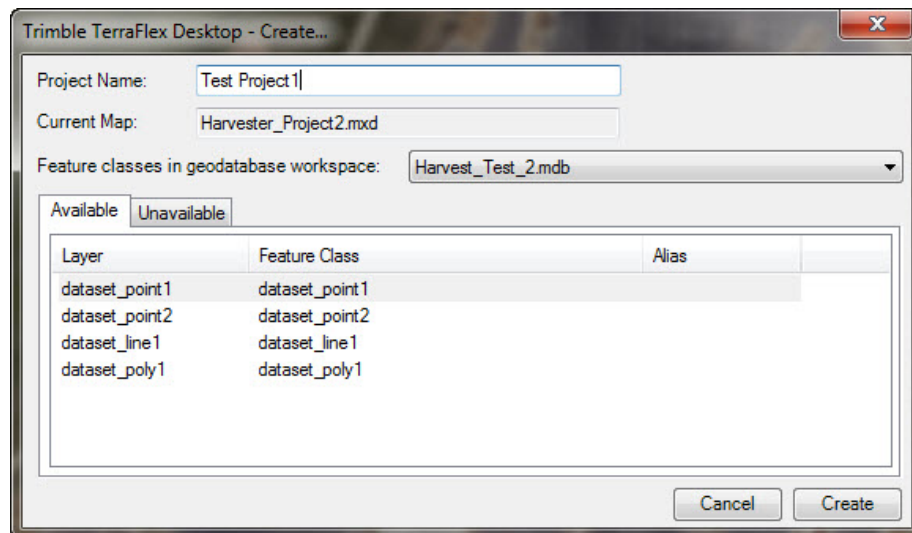 Trimble TerraFlex Desktop - Create...
Project Name: Test Project1
Current Map: Harvester_Project2.mxd
Feature classes in geodatabase workspace: Harvest_Test_2.mdb
Available Unavailable
Layer Feature Class Alias
dataset_point1 dataset_point1
dataset_point2 dataset_point2
dataset_line1 dataset_line1
dataset_poly1 dataset_poly1
Cancel Create